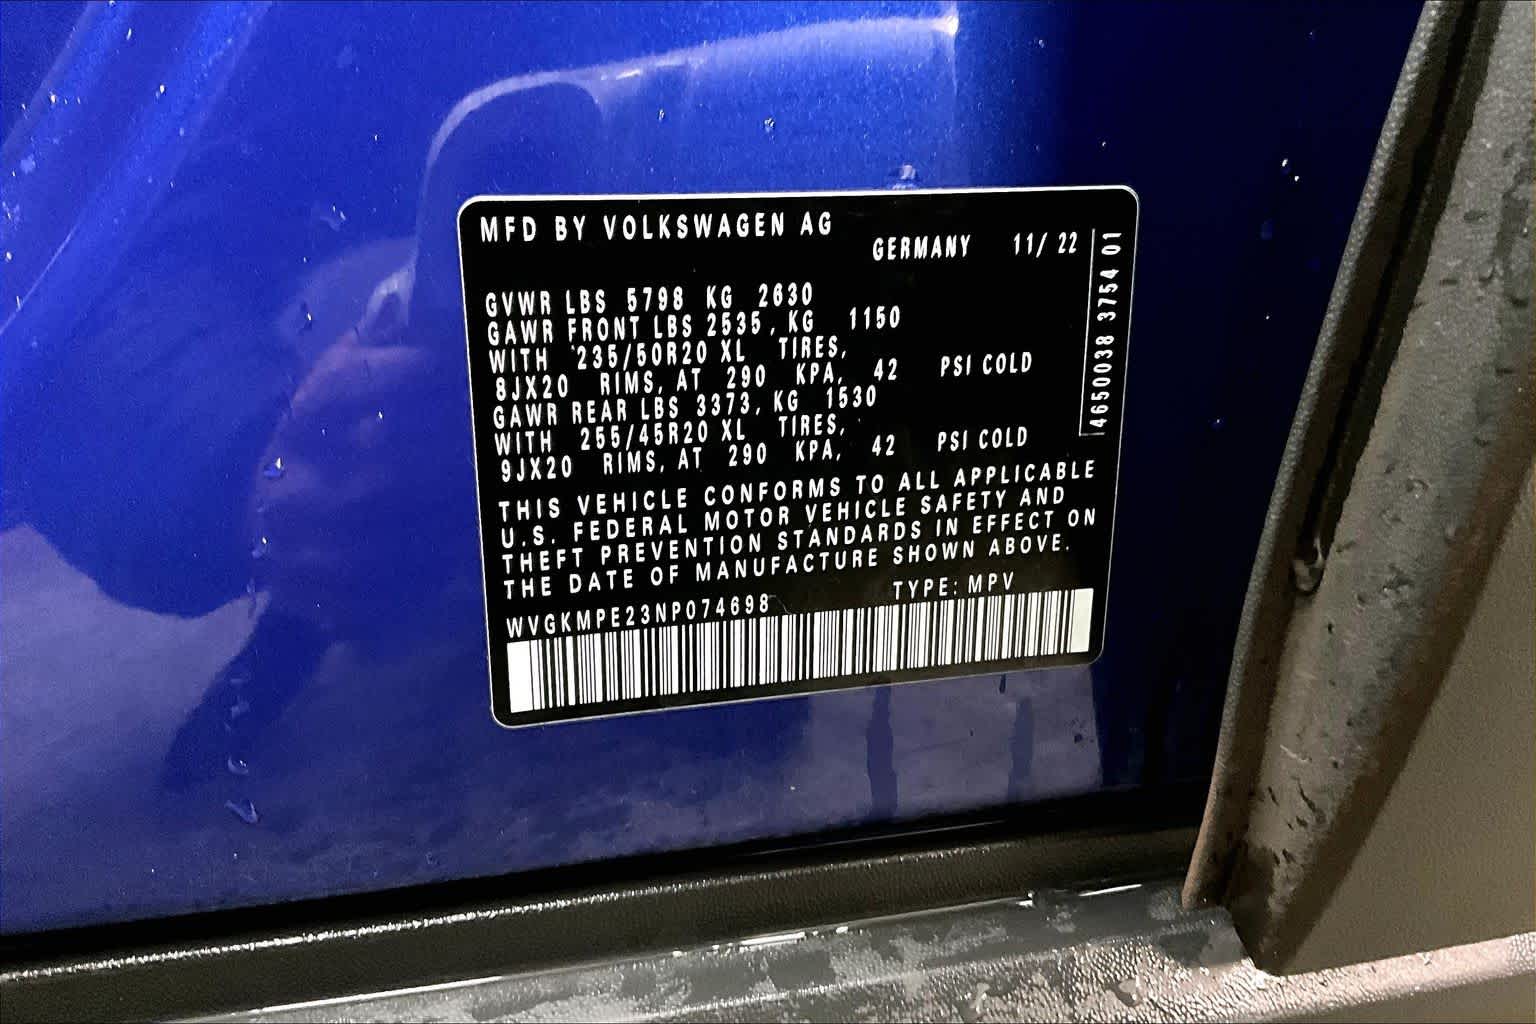 MFD BY VOLKSWAGEN AG
GERMANY 11/ 22
GVWR LBS 5798 KG 2630
GAWR FRONT LBS 2535, KG 1150
WITH 235/50R20 XL TIRES,
8JX20 RIMS, AT 290 KPA, 42 PSI COLD
GAWR REAR LBS 3373, KG 1530
WITH 255/45R20 XL TIRES,
9JX20 RIMS, AT 290 KPA, 42 PSI COLD
THIS VEHICLE CONFORMS TO ALL APPLICABLE
U.S. FEDERAL MOTOR VEHICLE SAFETY AND
THEFT PREVENTION STANDARDS IN EFFECT ON
THE DATE OF MANUFACTURE SHOWN ABOVE.
WVGKMPE23NP074698 TYPE: MPV
4650038 3754 01